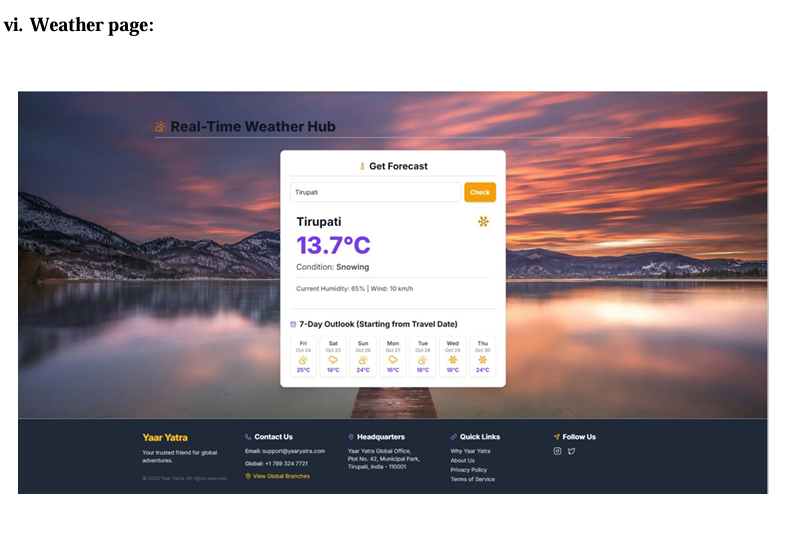 vi. Weather page:
Real-Time Weather Hub
Get Forecast
Tirupati
Check
Tirupati
13.7°C
Condition: Snowing
Current Humidity: 65% | Wind: 10 km/h
7-Day Outlook (Starting from Travel Date)
Fri Sat Sun Mon Tue Wed Thu
Oct 24 Oct 25 Oct 26 Oct 27 Oct 28 Oct 29 Oct 30
25°C 18°C 24°C 16°C 18°C 18°C 24°C
Yaar Yatra
Your trusted friend for global
adventures.
© 2025 Yaar Yatra. All rights reserved.
Contact Us
Email: support@yaaryatra.com
Global: +1 789 324 7721
View Global Branches
Headquarters
Yaar Yatra Global Office,
Plot No. 42, Municipal Park,
Tirupati, India - 110001
Quick Links
Why Yaar Yatra
About Us
Privacy Policy
Terms of Service
Follow Us